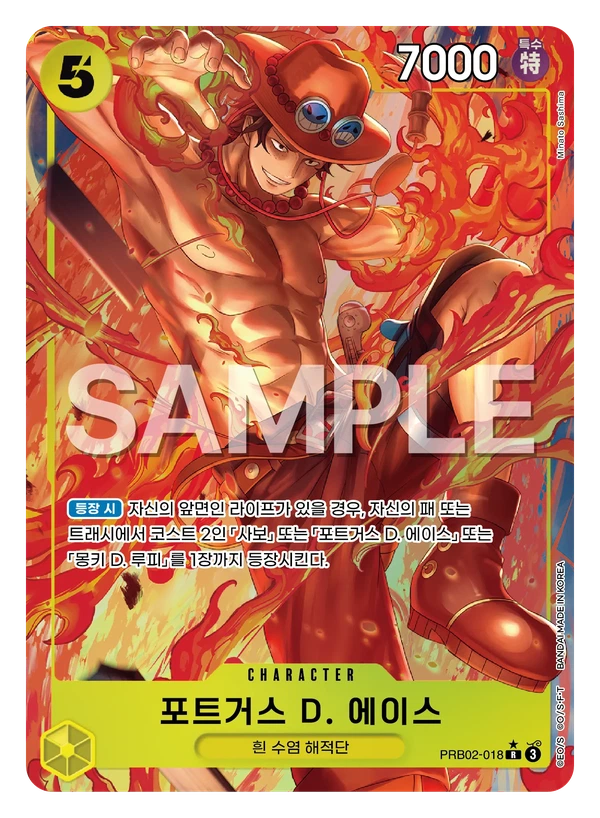 5
7000
특수
特
Minato Sashima
SAMPLE
등장 시 자신의 앞면인 라이프가 있을 경우, 자신의 패 또는
트래시에서 코스트 2인 「사보」 또는 「포트거스 D. 에이스」 또는
「몽키 D. 루피」를 1장까지 등장시킨다.
CHARACTER
포트거스 D. 에이스
흰 수염 해적단
PRB02-018 ★ R 3
©EO/S ©O/S·F·T BANDAI MADE IN KOREA